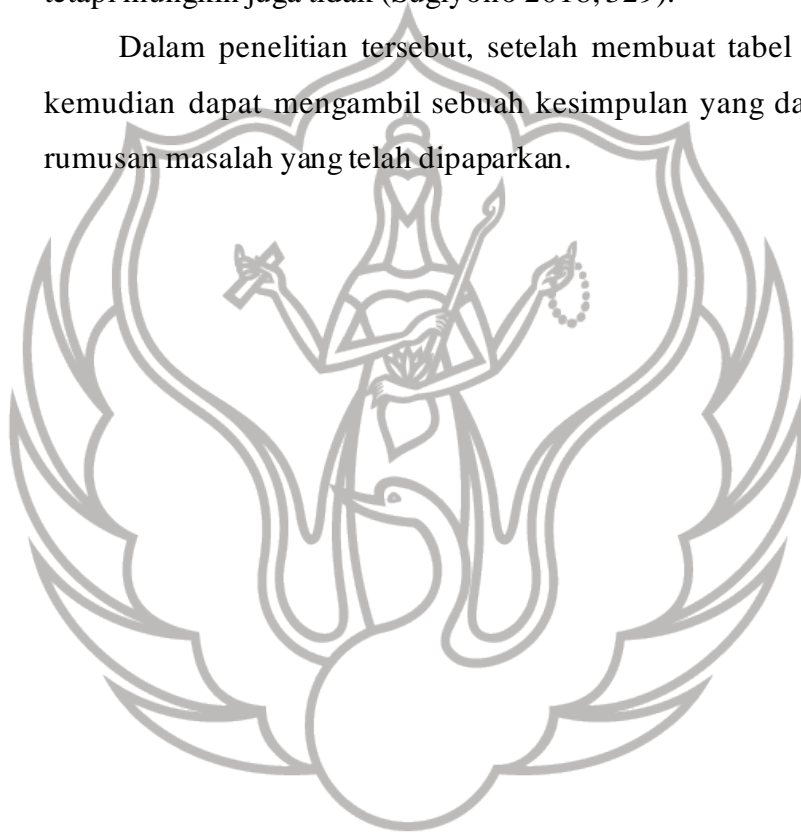 tetapi mungkin juga tidak (Sugiyono 2018, 329).
Dalam penelitian tersebut, setelah membuat tabel
kemudian dapat mengambil sebuah kesimpulan yang
rumusan masalah yang telah dipaparkan.